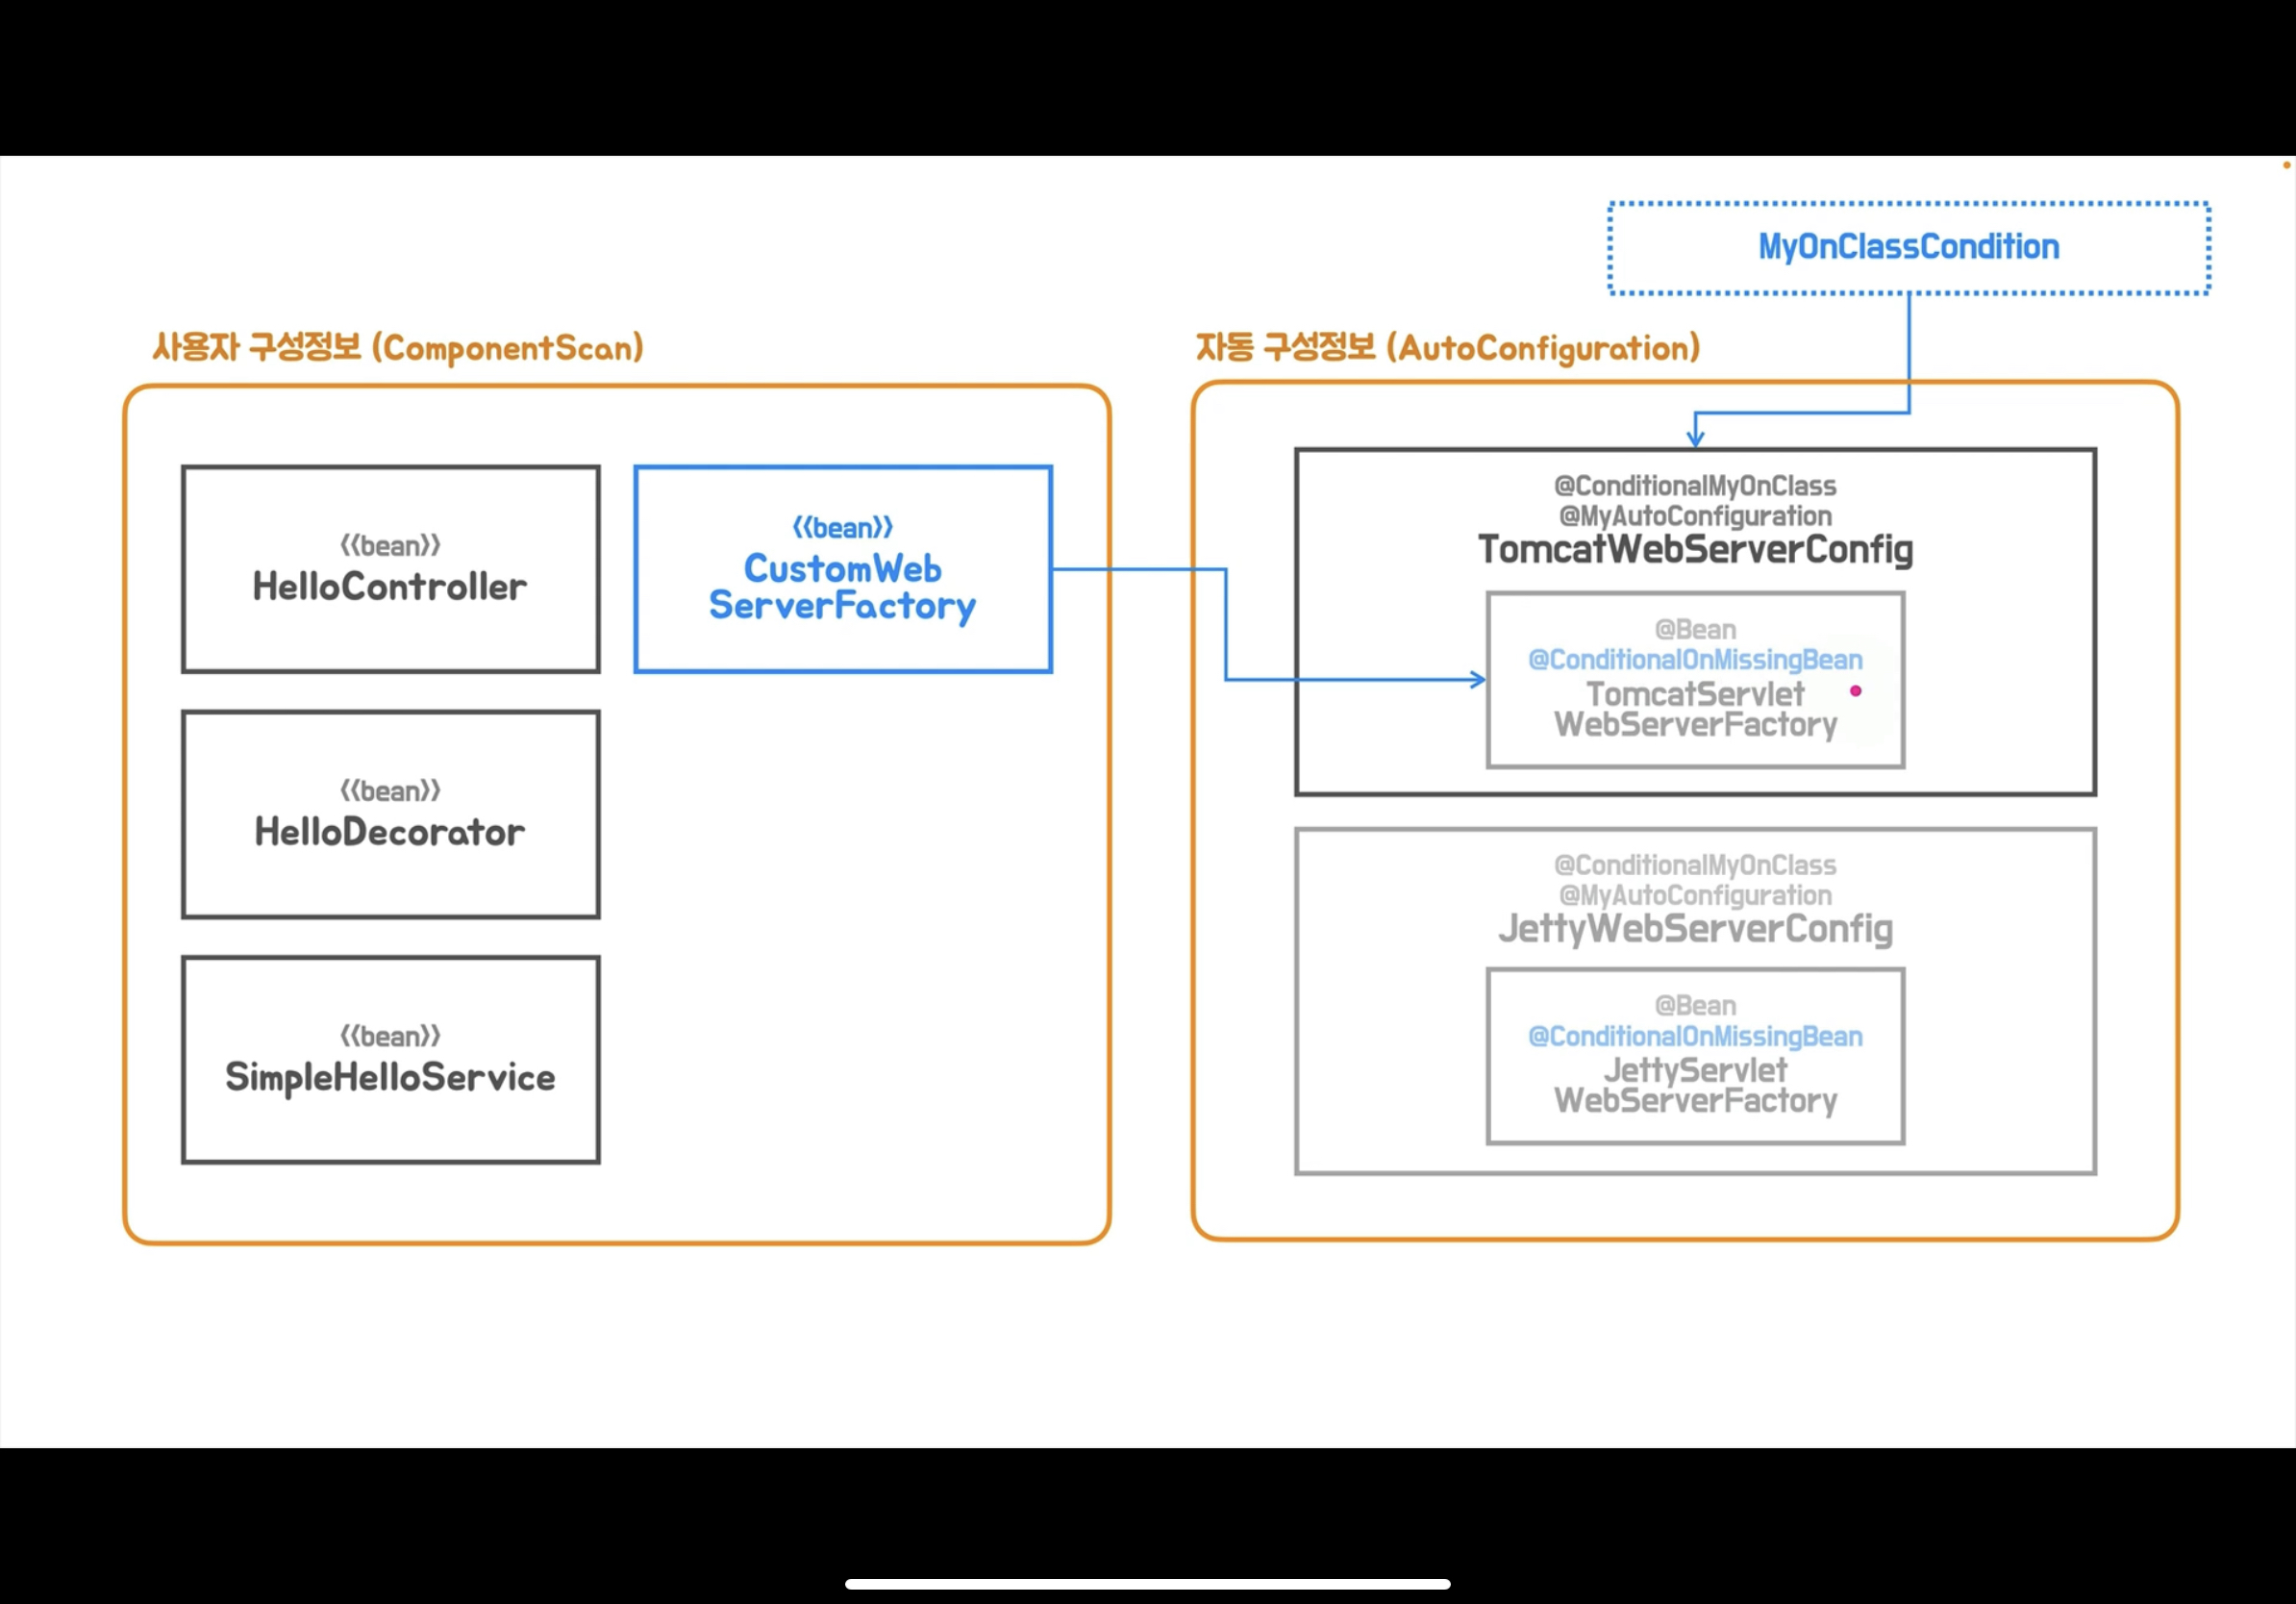 MyOnClassCondition
사용자 구성정보 (ComponentScan)
자동 구성정보 (AutoConfiguration)
《bean》
HelloController
《bean》
CustomWeb
ServerFactory
《bean》
HelloDecorator
《bean》
SimpleHelloService
@ConditionalMyOnClass
@MyAutoConfiguration
TomcatWebServerConfig
@Bean
@ConditionalOnMissingBean
TomcatServlet
WebServerFactory
@ConditionalMyOnClass
@MyAutoConfiguration
JettyWebServerConfig
@Bean
@ConditionalOnMissingBean
JettyServlet
WebServerFactory